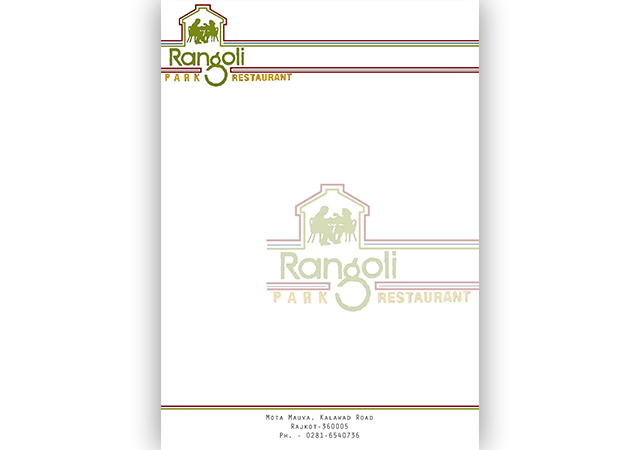 Rangoli
PARK RESTAURANT
Rangoli
PARK RESTAURANT
Mota Mauva, Kalawad Road
Rajkot-360005
Ph. - 0281-6540736